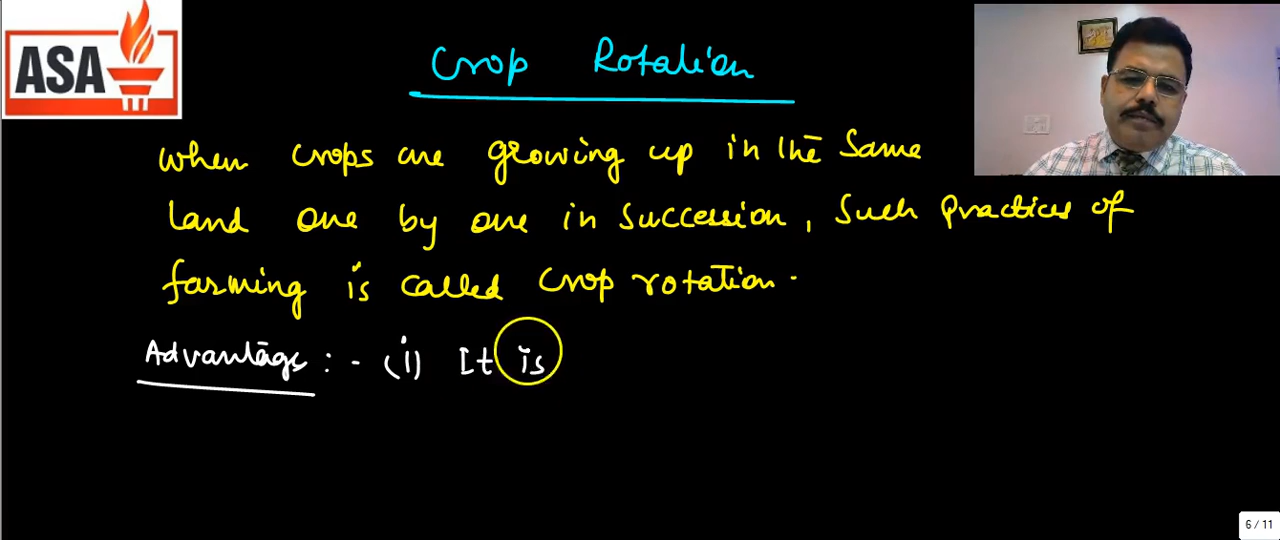 ASA
Crop Rotation
When crops are growing up in the same
land one by one in succession, such practices of
farming is called crop rotation.
Advantage :- (i) It is
6 / 11